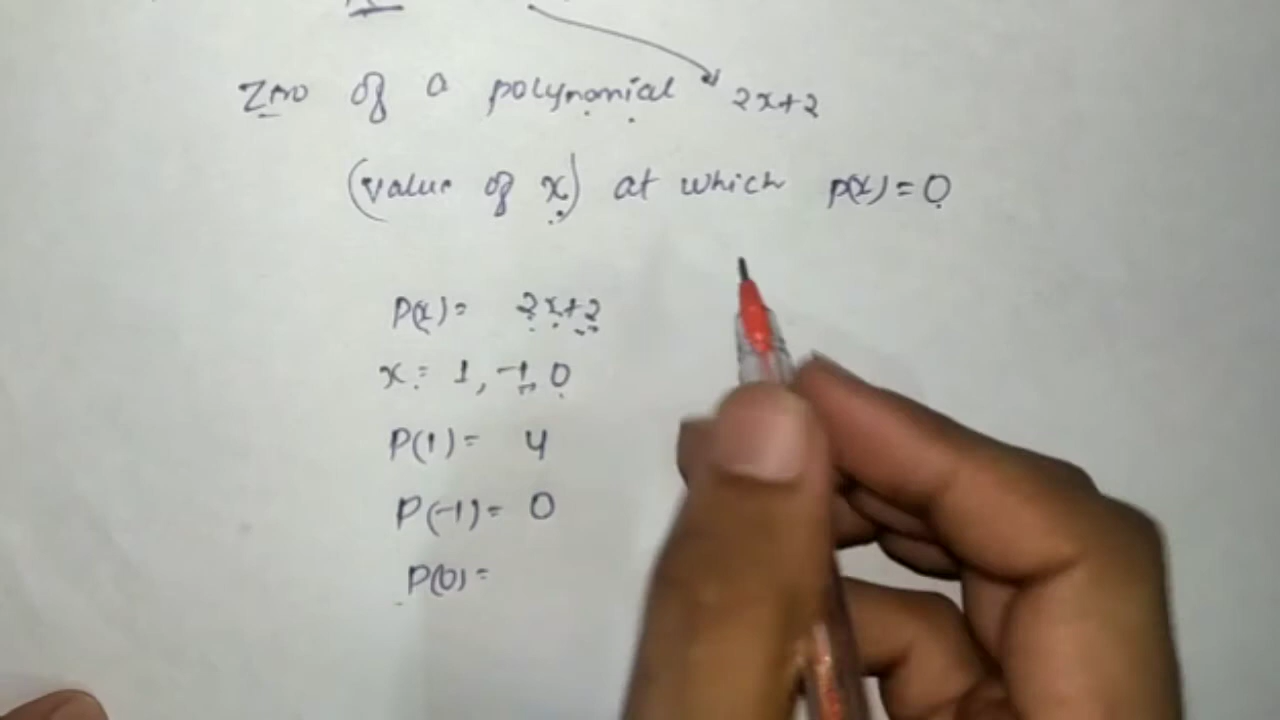 Zero of a polynomial 2x+2
(value of x) at which p(x) = 0
P(x) = 2x+2
x = 1, -1, 0
P(1) = 4
P(-1) = 0
P(0) =